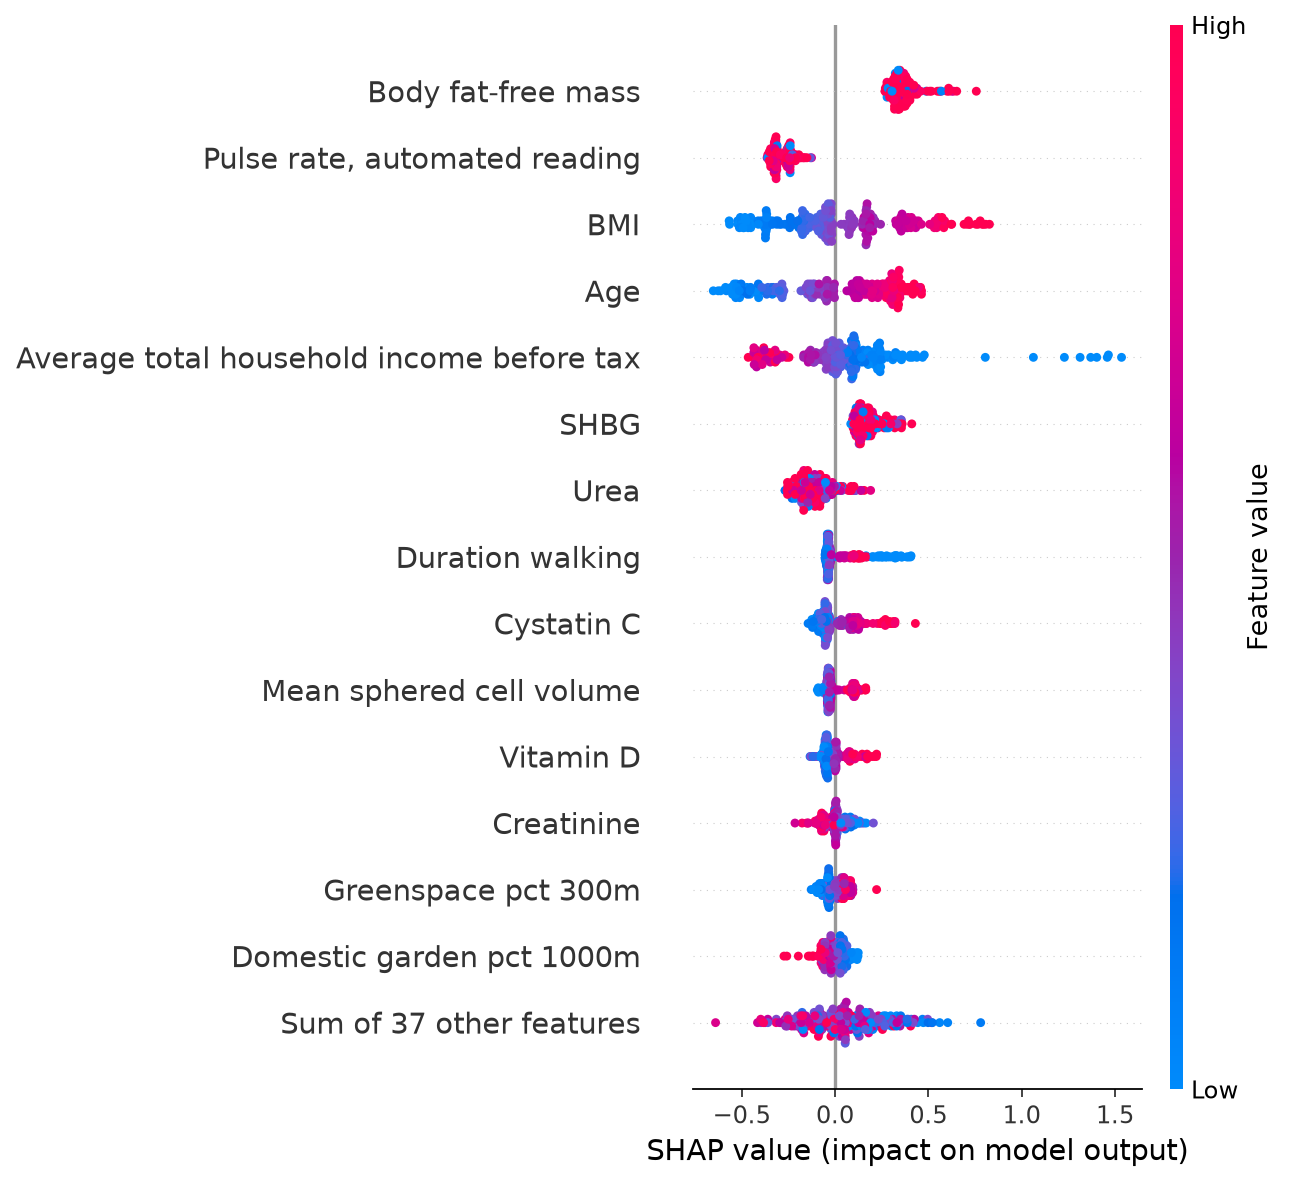 High
Body fat-free mass
Pulse rate, automated reading
BMI
Age
Average total household income before tax
SHBG
Urea
Duration walking
Cystatin C
Mean sphered cell volume
Vitamin D
Creatinine
Greenspace pct 300m
Domestic garden pct 1000m
Sum of 37 other features
Feature value
Low
−0.5 0.0 0.5 1.0 1.5
SHAP value (impact on model output)